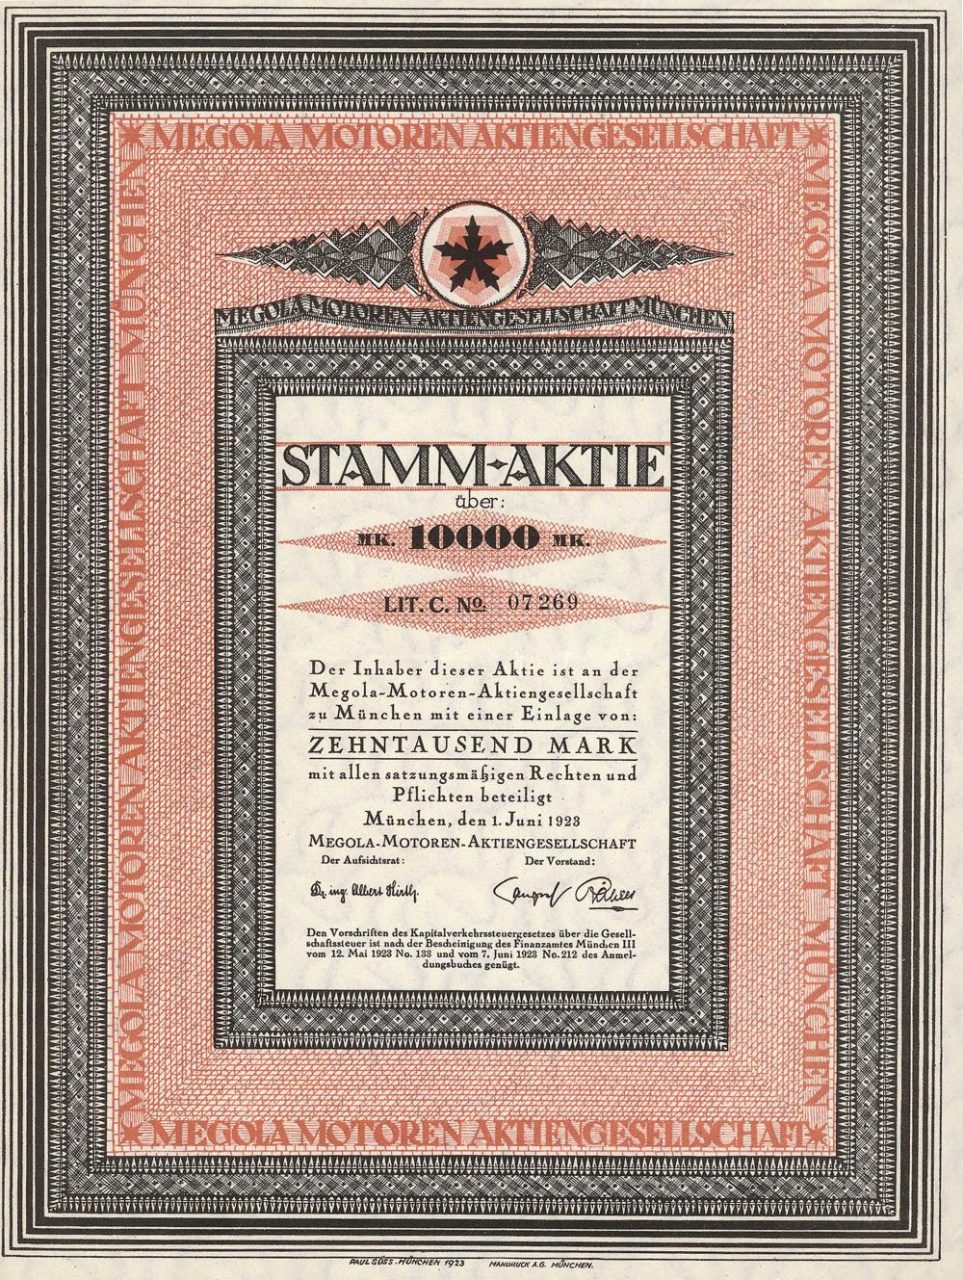 MEGOLA MOTOREN AKTIENGESELLSCHAFT
MEGOLA MOTOREN AKTIENGESELLSCHAFT MÜNCHEN
MEGOLA MOTOREN AKTIENGESELLSCHAFT MÜNCHEN
MEGOLA MOTOREN AKTIENGESELLSCHAFT MÜNCHEN
STAMM-AKTIE
über:
MK. 10000 MK.
LIT. C. No. 07269
Der Inhaber dieser Aktie ist an der
Megola-Motoren-Aktiengesellschaft
zu München mit einer Einlage von:
ZEHNTAUSEND MARK
mit allen satzungsmäßigen Rechten und
Pflichten beteiligt
München, den 1. Juni 1923
MEGOLA-MOTOREN-AKTIENGESELLSCHAFT
Der Aufsichtsrat: Der Vorstand:
Dr. ing. Albert Hirth.
Den Vorschriften des Kapitalverkehrssteuergesetzes über die Gesell-
schaftssteuer ist nach der Bescheinigung des Finanzamtes München III
vom 12. Mai 1923 No. 133 und vom 7. Juni 1923 No. 212 des Anmel-
dungsbuches genügt.
MEGOLA MOTOREN AKTIENGESELLSCHAFT
PAUL SÜSS. MÜNCHEN 1923 MANDRUCK A.G. MÜNCHEN.